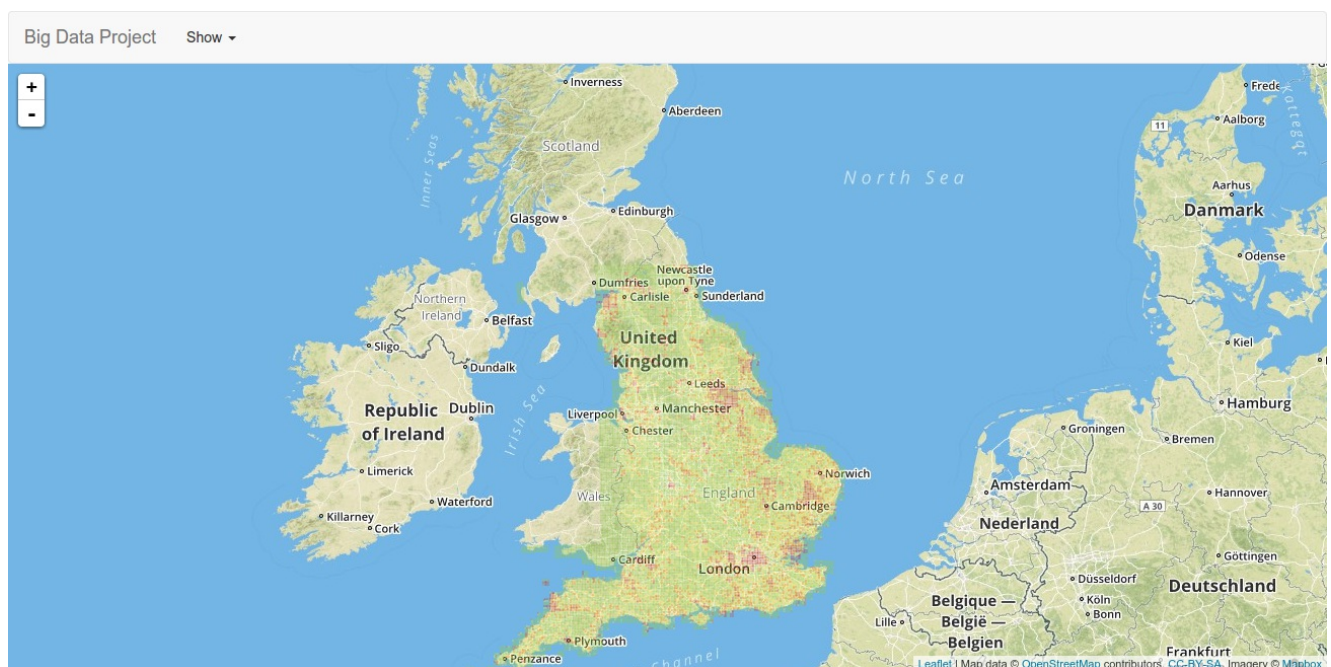 Big Data Project
Show
+
-
Inverness
Aberdeen
Scotland
Inner Seas
North Sea
Glasgow
Edinburgh
Frede
Kattegat
11
Aalborg
Aarhus
Danmark
Odense
Newcastle
upon Tyne
Dumfries
Carlisle
Sunderland
Northern
Ireland
Belfast
Sligo
United
Kingdom
Dundalk
Kiel
Leeds
Republic
of Ireland
Dublin
Irish Sea
Liverpool
Manchester
Chester
Hamburg
Groningen
Bremen
Limerick
Norwich
Wales
England
Waterford
Cambridge
Amsterdam
Hannover
A 30
Killarney
Cork
Nederland
Cardiff
London
Göttingen
Düsseldorf
Deutschland
Köln
Bonn
Belgique —
België —
Belgien
Lille
Plymouth
Penzance
Channel
Frankfurt
Leaflet | Map data © OpenStreetMap contributors, CC-BY-SA, Imagery © Mapbox